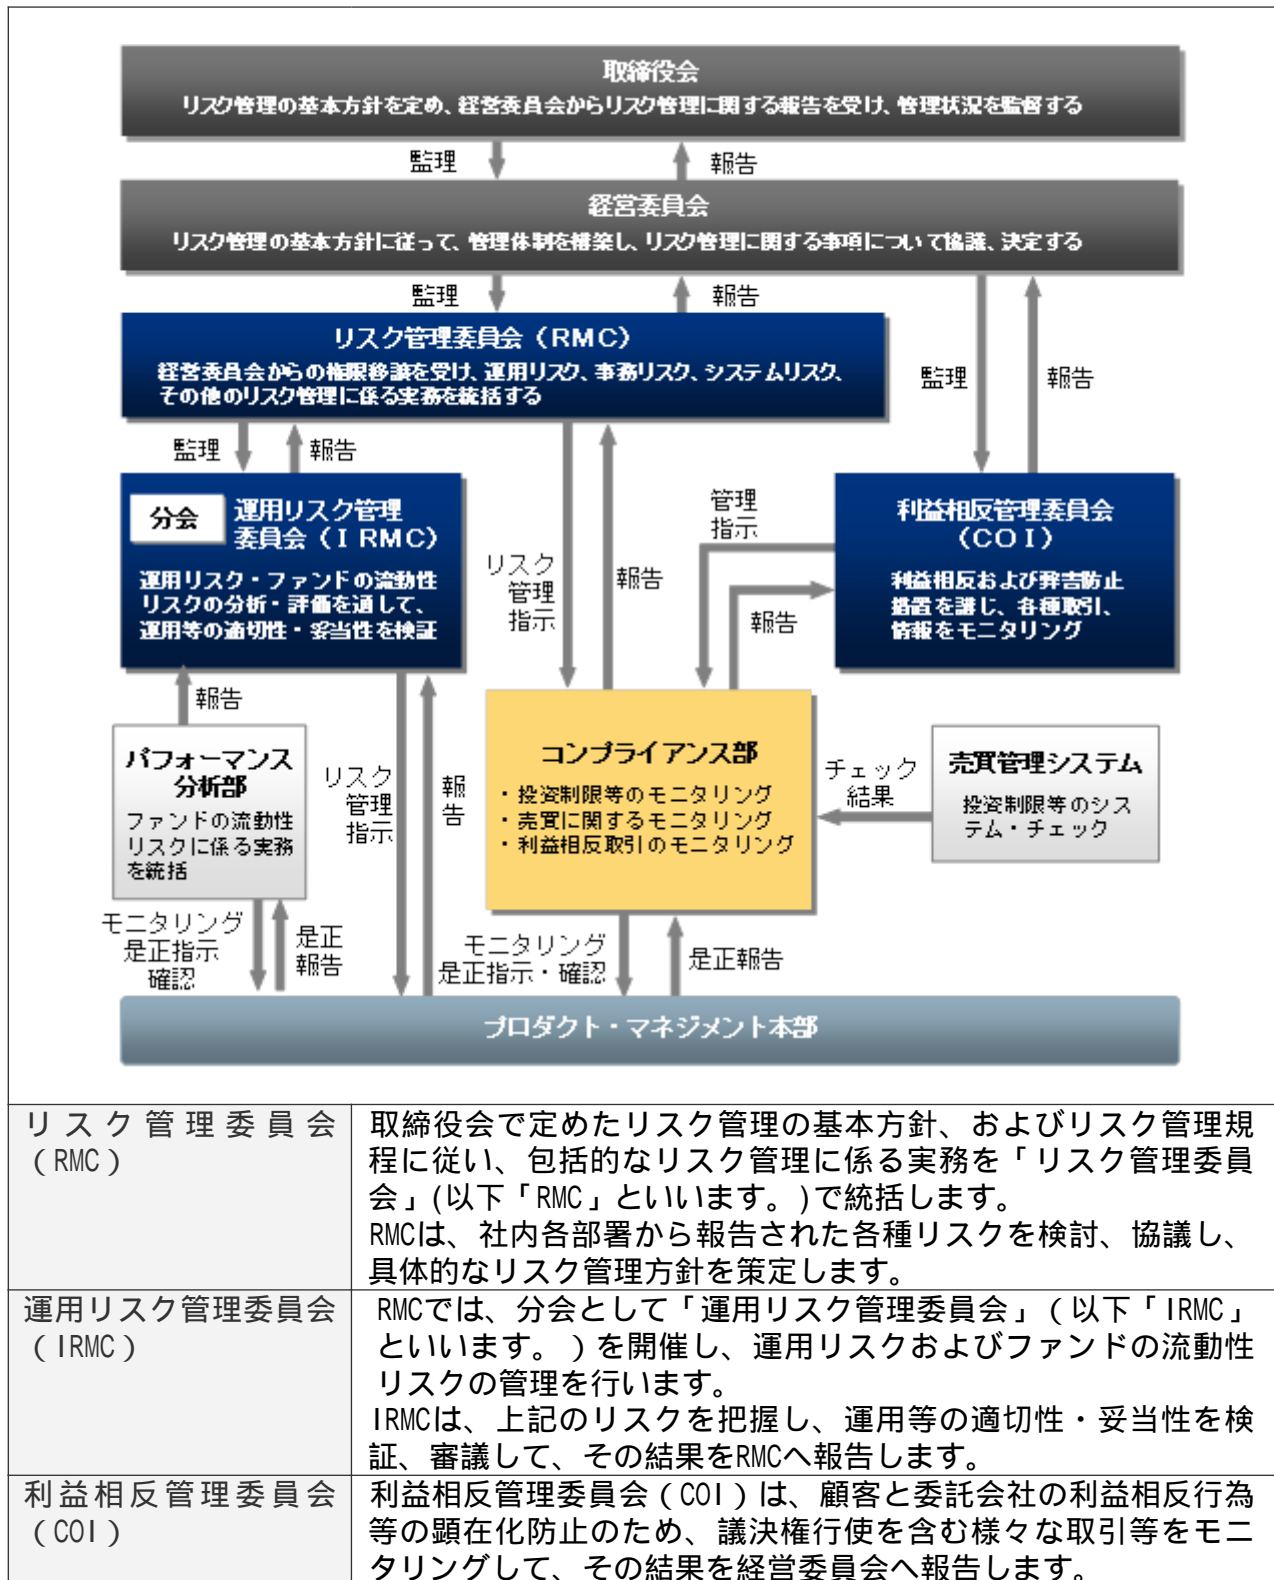 取締役会
リスク管理の基本方針を定め、経営委員会からリスク管理に関する報告を受け、管理状況を監督する
監理
報告
経営委員会
リスク管理の基本方針に従って、管理体制を構築し、リスク管理に関する事項について協議、決定する
監理
報告
リスク管理委員会（RMC）
経営委員会からの権限移譲を受け、運用リスク、事務リスク、システムリスク、
その他のリスク管理に係る実務を統括する
監理
報告
監理
報告
分会
運用リスク管理
委員会（IRMC）
運用リスク・ファンドの流動性
リスクの分析・評価を通して、
運用等の適切性・妥当性を検証
リスク
管理
指示
報告
管理
指示
報告
利益相反管理委員会
（COI）
利益相反および弊害防止
措置を講じ、各種取引、
情報をモニタリング
報告
パフォーマンス
分析部
ファンドの流動性
リスクに係る実務
を統括
リスク
管理
指示
報
告
コンプライアンス部
・投資制限等のモニタリング
・売買に関するモニタリング
・利益相反取引のモニタリング
チェック
結果
売買管理システム
投資制限等のシス
テム・チェック
モニタリング
是正指示
確認
是正
報告
モニタリング
是正指示・確認
是正報告
プロダクト・マネジメント本部
リスク管理委員会
（RMC）
取締役会で定めたリスク管理の基本方針、およびリスク管理規
程に従い、包括的なリスク管理に係る実務を「リスク管理委員
会」(以下「RMC」といいます。)で統括します。
RMCは、社内各部署から報告された各種リスクを検討、協議し、
具体的なリスク管理方針を策定します。
運用リスク管理委員会
（IRMC）
RMCでは、分会として「運用リスク管理委員会」（以下「IRMC」
といいます。）を開催し、運用リスクおよびファンドの流動性
リスクの管理を行います。
IRMCは、上記のリスクを把握し、運用等の適切性・妥当性を検
証、審議して、その結果をRMCへ報告します。
利益相反管理委員会
（COI）
利益相反管理委員会（COI）は、顧客と委託会社の利益相反行為
等の顕在化防止のため、議決権行使を含む様々な取引等をモニ
タリングして、その結果を経営委員会へ報告します。